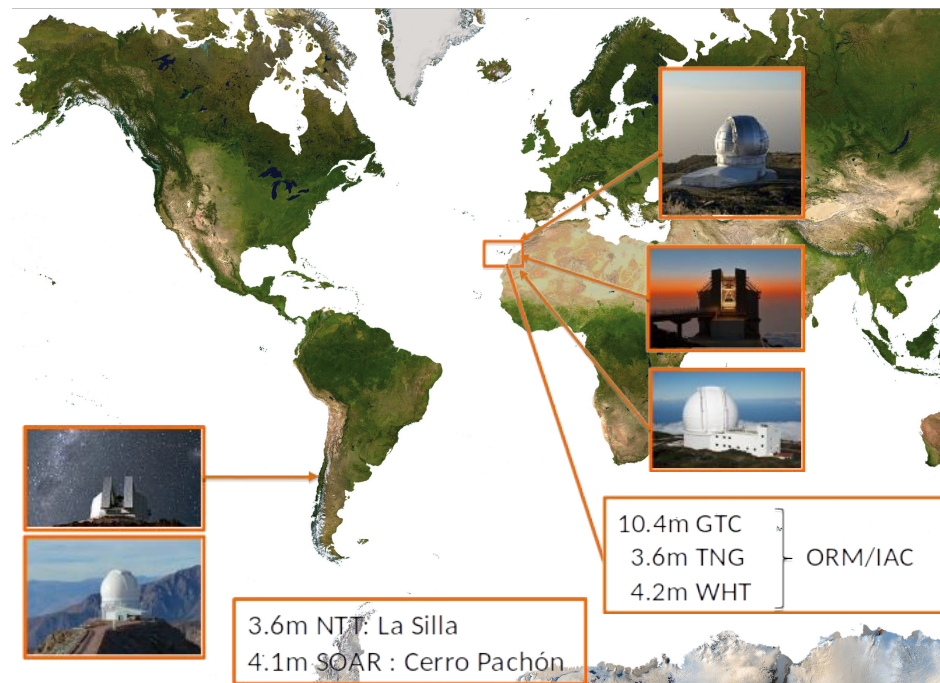 10.4m GTC
3.6m TNG
4.2m WHT
ORM/IAC
3.6m NTT: La Silla
4.1m SOAR : Cerro Pachón